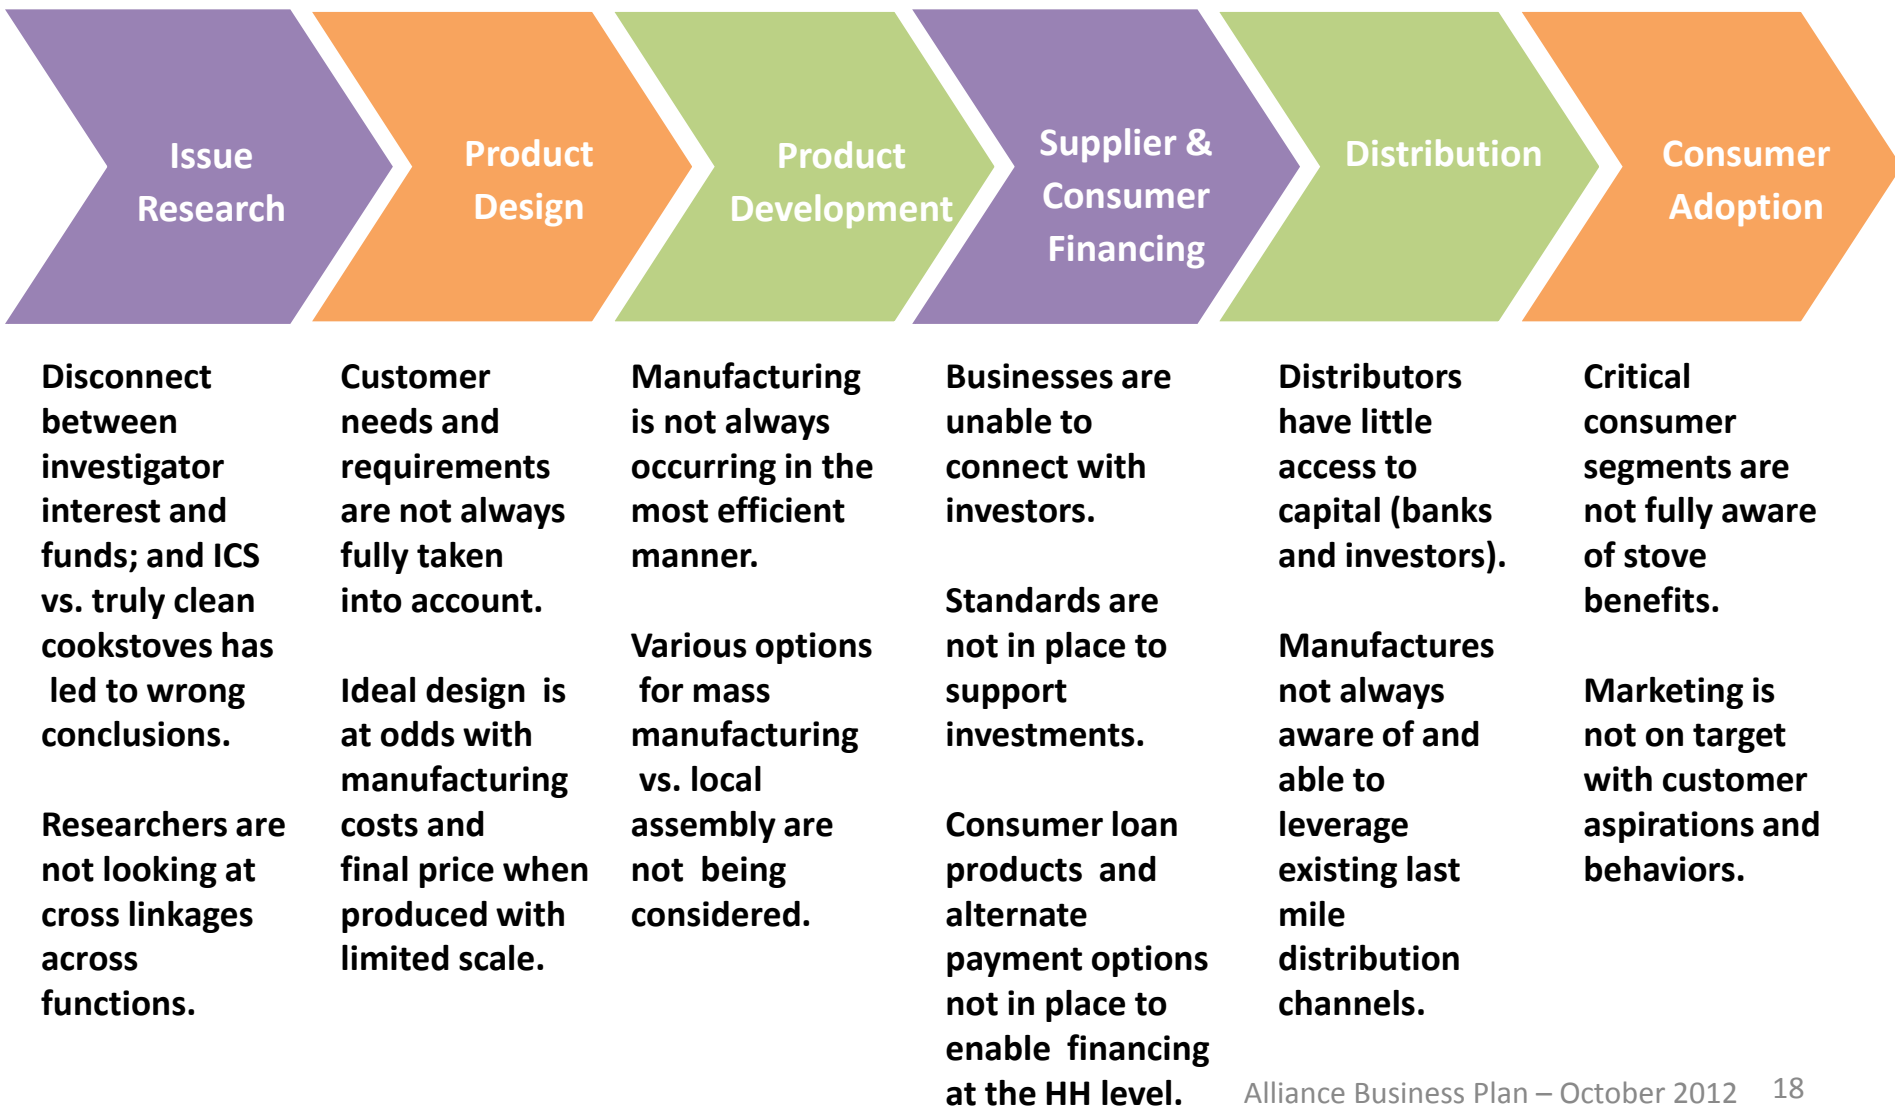 Issue
Research
Product
Design
Product
Development
Supplier &
Consumer
Financing
Distribution
Consumer
Adoption
Disconnect
between
investigator
interest and
funds; and ICS
vs. truly clean
cookstoves has
led to wrong
conclusions.
Researchers are
not looking at
cross linkages
across
functions.
Customer
needs and
requirements
are not always
fully taken
into account.
Ideal design is
at odds with
manufacturing
costs and
final price when
produced with
limited scale.
Manufacturing
is not always
occurring in the
most efficient
manner.
Various options
for mass
manufacturing
vs. local
assembly are
not being
considered.
Businesses are
unable to
connect with
investors.
Standards are
not in place to
support
investments.
Consumer loan
products and
alternate
payment options
not in place to
enable financing
at the HH level.
Distributors
have little
access to
capital (banks
and investors).
Manufactures
not always
aware of and
able to
leverage
existing last
mile
distribution
channels.
Critical
consumer
segments are
not fully aware
of stove
benefits.
Marketing is
not on target
with customer
aspirations and
behaviors.
Alliance Business Plan – October 2012 18